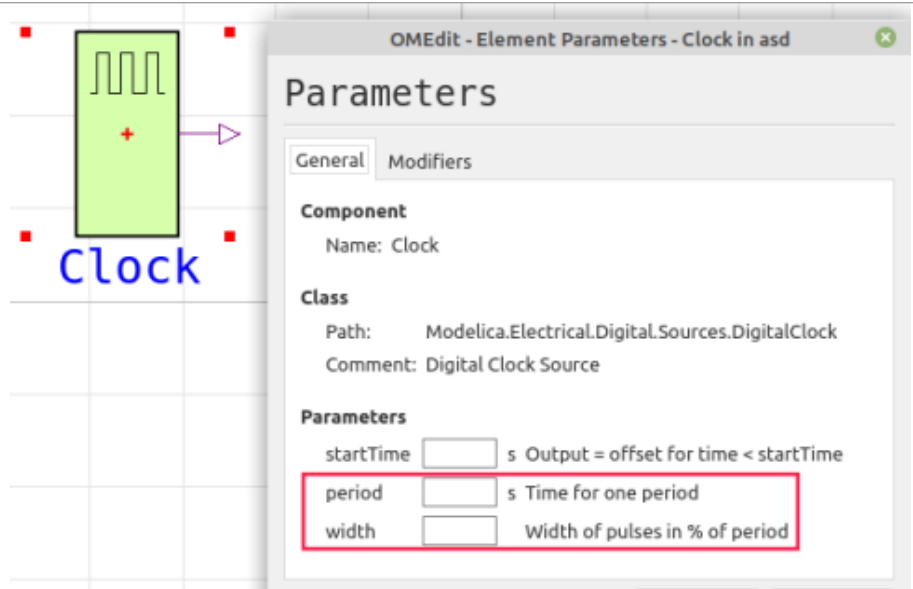 OMEdit - Element Parameters - Clock in asd
Parameters
General Modifiers
Component
Name: Clock
Class
Path: Modelica.Electrical.Digital.Sources.DigitalClock
Comment: Digital Clock Source
Parameters
startTime s Output = offset for time < startTime
period s Time for one period
width Width of pulses in % of period
Clock